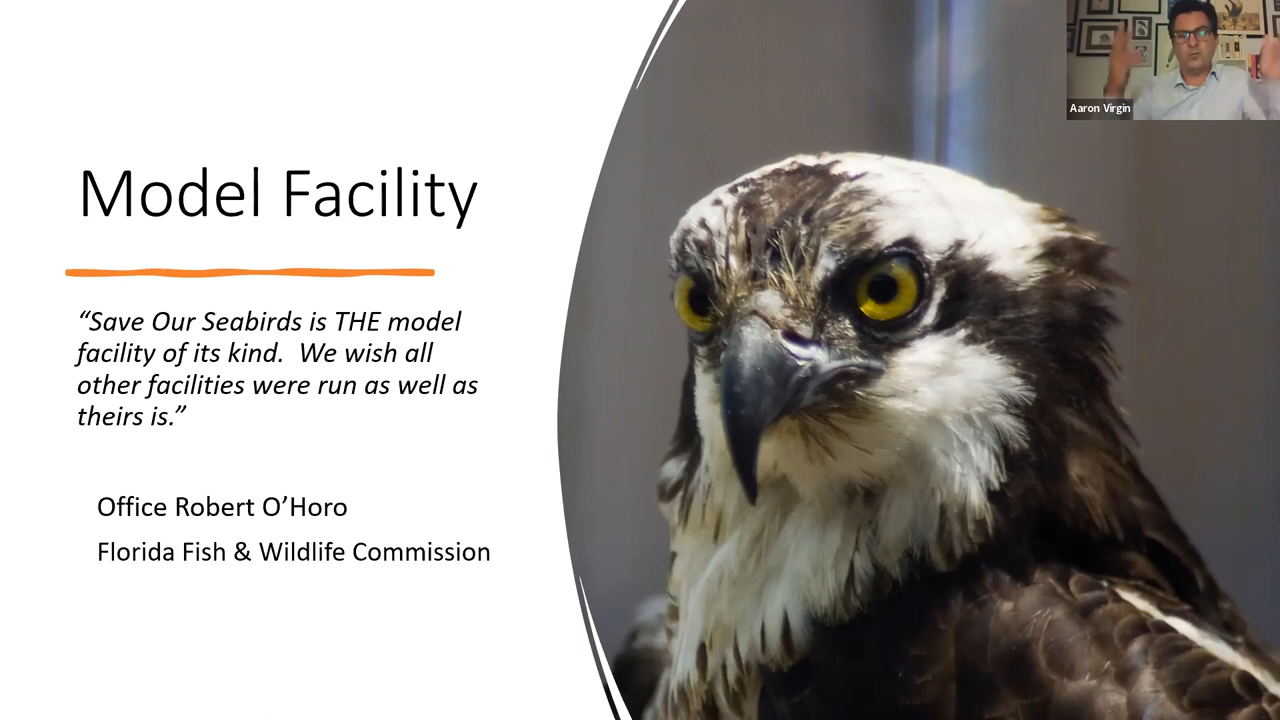 Model Facility
“Save Our Seabirds is THE model
facility of its kind.  We wish all
other facilities were run as well as
theirs is.”
Office Robert O’Horo
Florida Fish & Wildlife Commission
Aaron Virgin